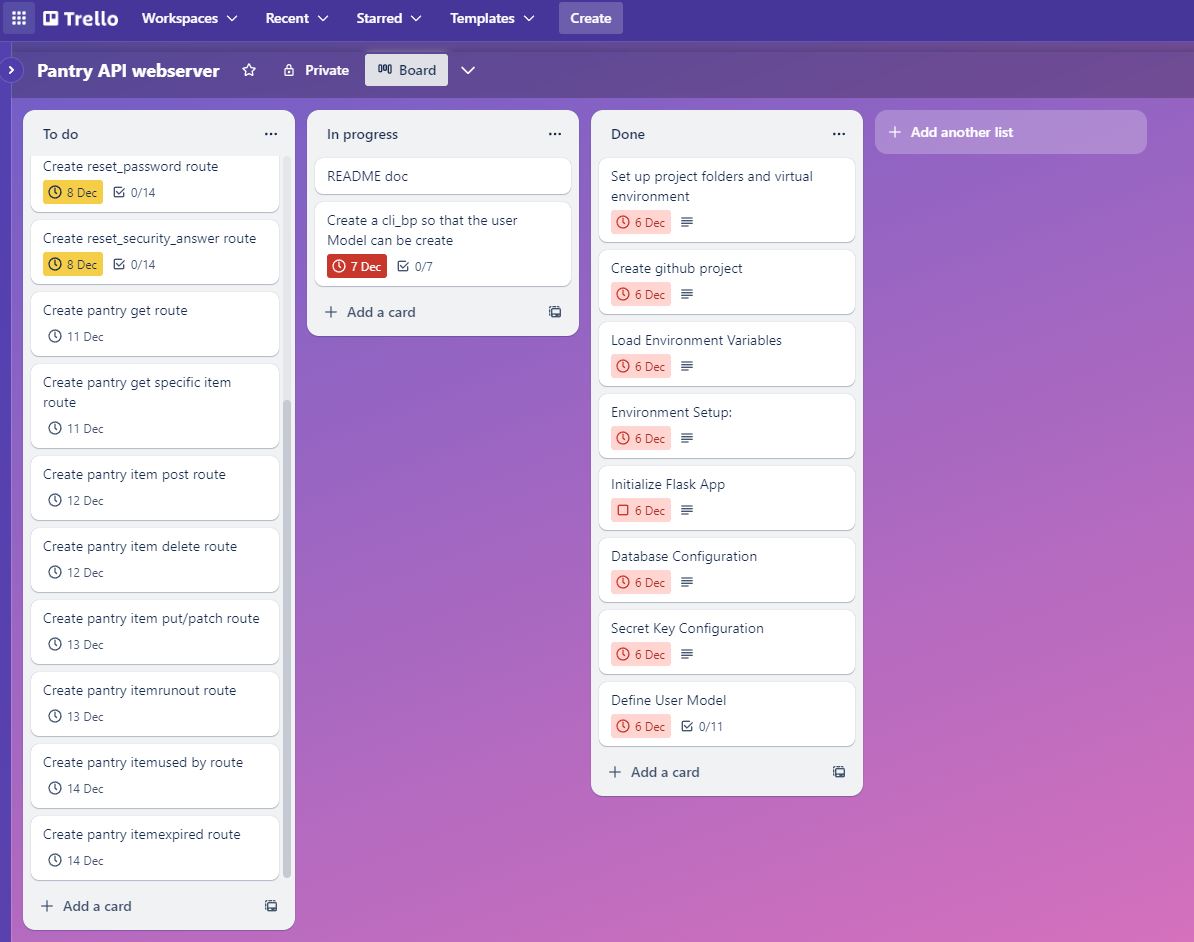 Trello
Workspaces
Recent
Starred
Templates
Create
Pantry API webserver
Private
Board
To do
Create reset_password route
8 Dec 0/14
Create reset_security_answer route
8 Dec 0/14
Create pantry get route
11 Dec
Create pantry get specific item
route
11 Dec
Create pantry item post route
12 Dec
Create pantry item delete route
12 Dec
Create pantry item put/patch route
13 Dec
Create pantry itemrunout route
13 Dec
Create pantry itemused by route
14 Dec
Create pantry itemexpired route
14 Dec
+ Add a card
In progress
README doc
Create a cli_bp so that the user
Model can be create
7 Dec 0/7
+ Add a card
Done
Set up project folders and virtual
environment
6 Dec
Create github project
6 Dec
Load Environment Variables
6 Dec
Environment Setup:
6 Dec
Initialize Flask App
6 Dec
Database Configuration
6 Dec
Secret Key Configuration
6 Dec
Define User Model
6 Dec 0/11
+ Add a card
+ Add another list